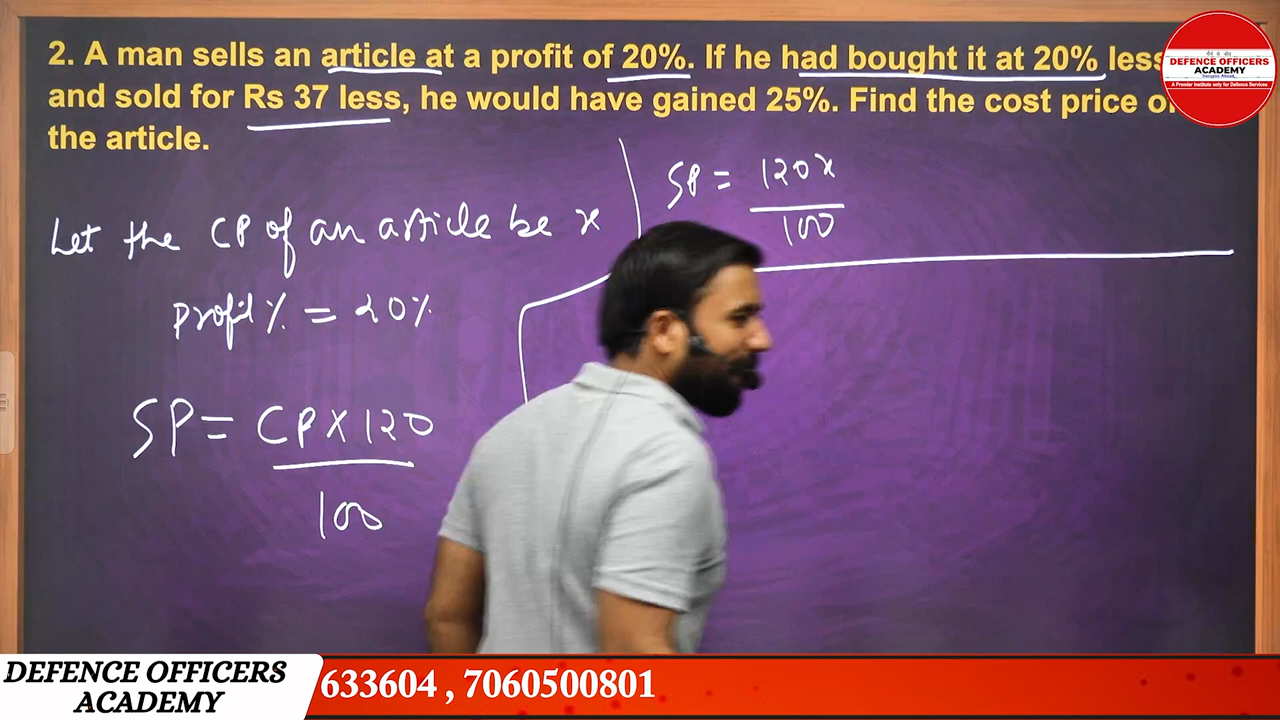 2. A man sells an article at a profit of 20%. If he had bought it at 20% less
and sold for Rs 37 less, he would have gained 25%. Find the cost price of
the article.
DEFENCE OFFICERS
ACADEMY
A Premier Institute only for Defence Services
Let the CP of an article be x
SP = 120x
100
Profit % = 20%
SP = CP X 120
100
DEFENCE OFFICERS
ACADEMY
633604 , 7060500801